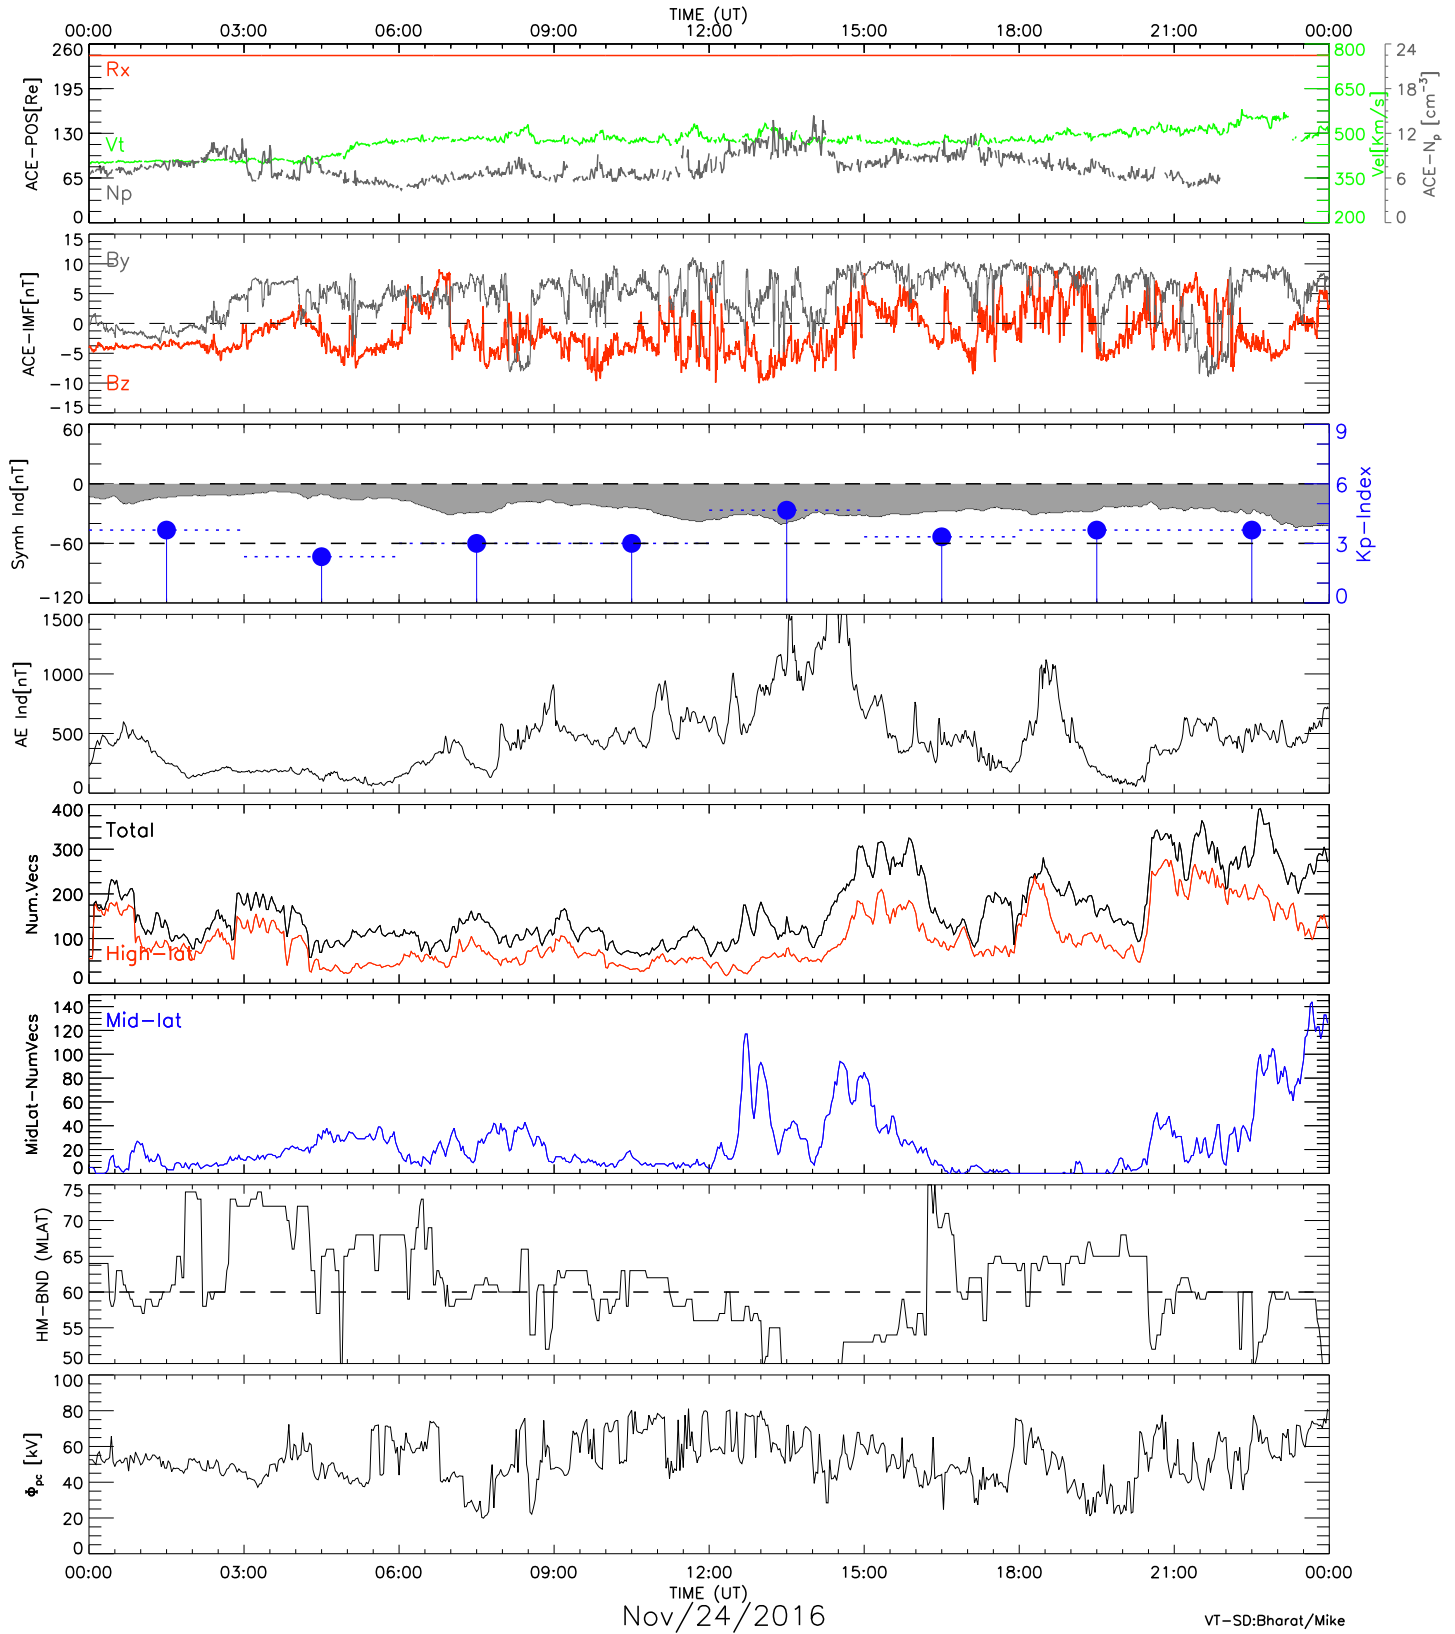 TIME (UT)
00:00 03:00 06:00 09:00 12:00 15:00 18:00 21:00 00:00
260 195 130 65 0
ACE-POS[Re]
Rx
Vt
Np
800 650 500 350 200
Vel[Km/s]
24 18 12 6 0
ACE-Np [cm-3]
15 10 5 0 -5 -10 -15
ACE-IMF[nT]
By
Bz
60 0 -60 -120
Symh Ind[nT]
9 6 3 0
Kp-Index
1500 1000 500 0
AE Ind[nT]
400 300 200 100 0
Num.Vecs
Total
High-lat
140 120 100 80 60 40 20 0
MidLat-NumVecs
Mid-lat
75 70 65 60 55 50
HM-BND (MLAT)
100 80 60 40 20 0
Φpc [kV]
00:00 03:00 06:00 09:00 12:00 15:00 18:00 21:00 00:00
TIME (UT)
Nov/24/2016
VT-SD:Bharat/Mike